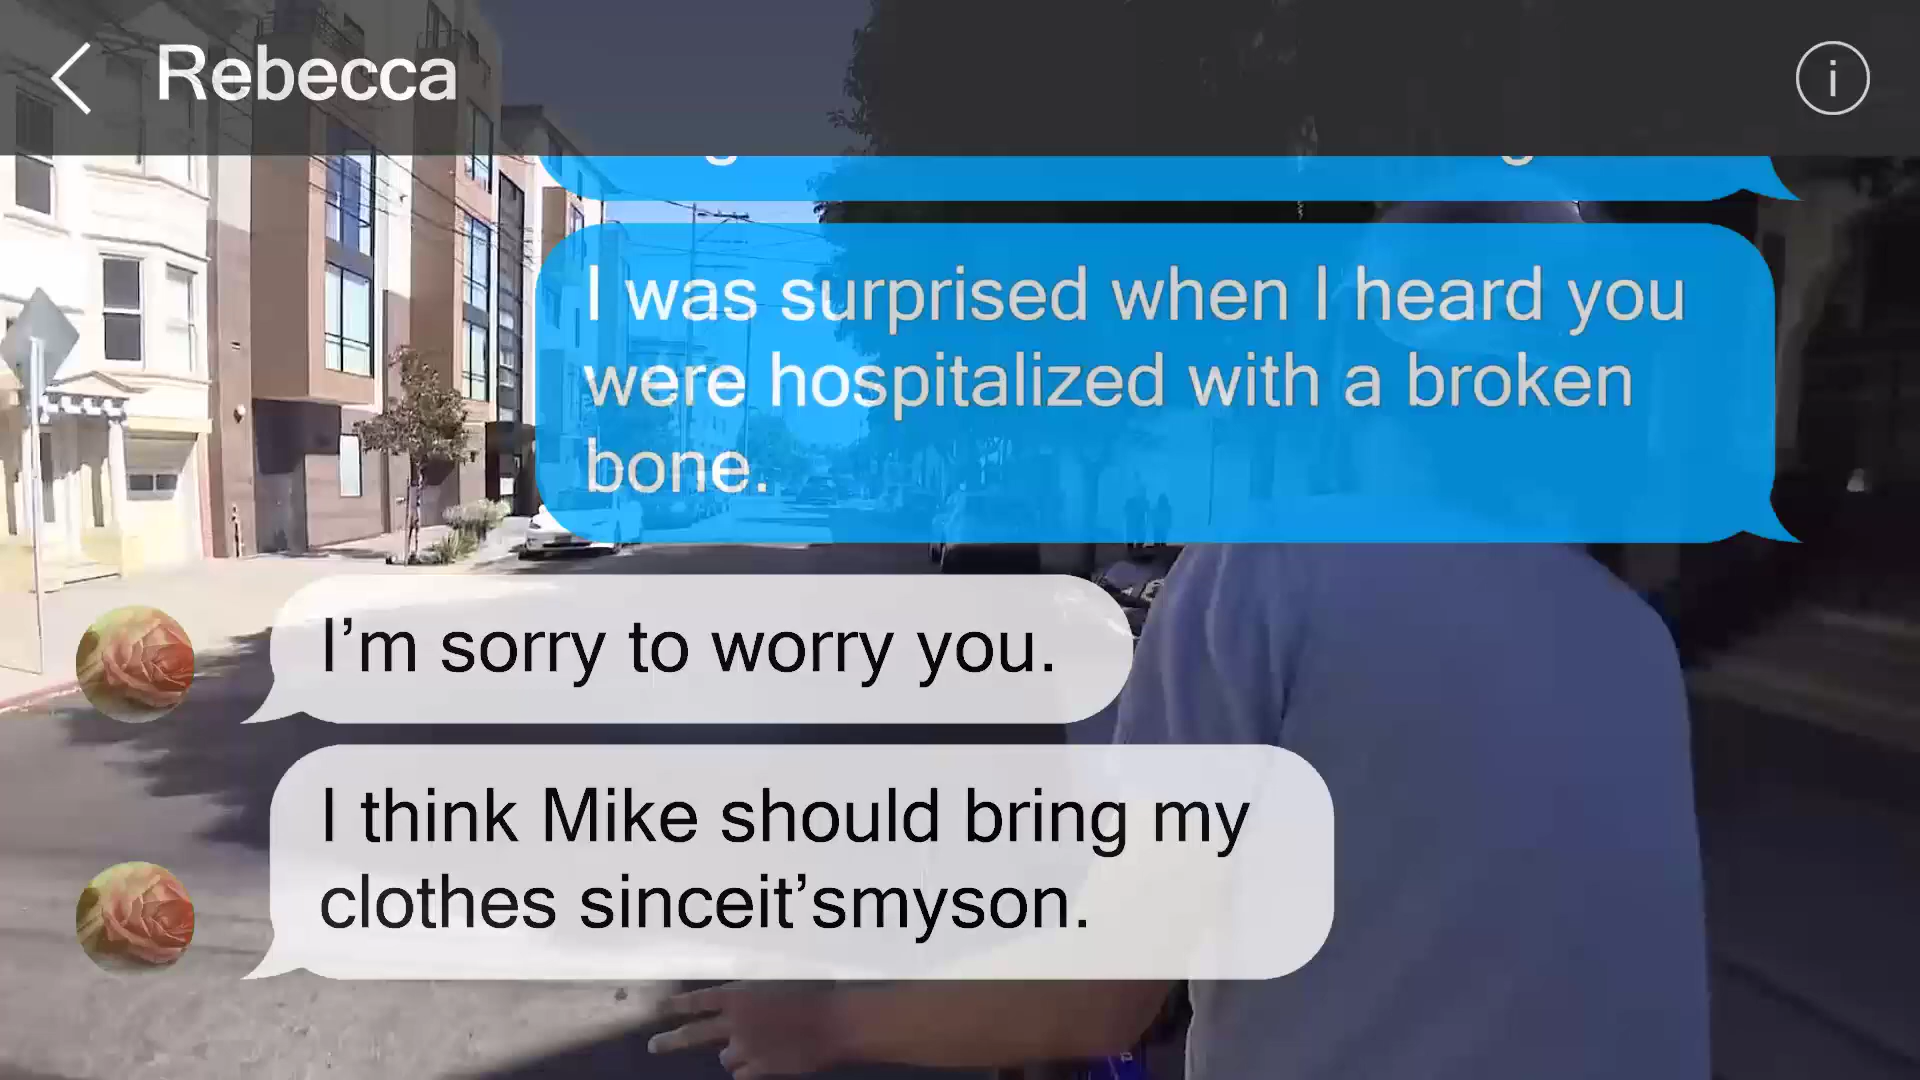 Rebecca
i
I was surprised when I heard you
were hospitalized with a broken
bone.
I’m sorry to worry you.
I think Mike should bring my
clothes sinceit’smyson.